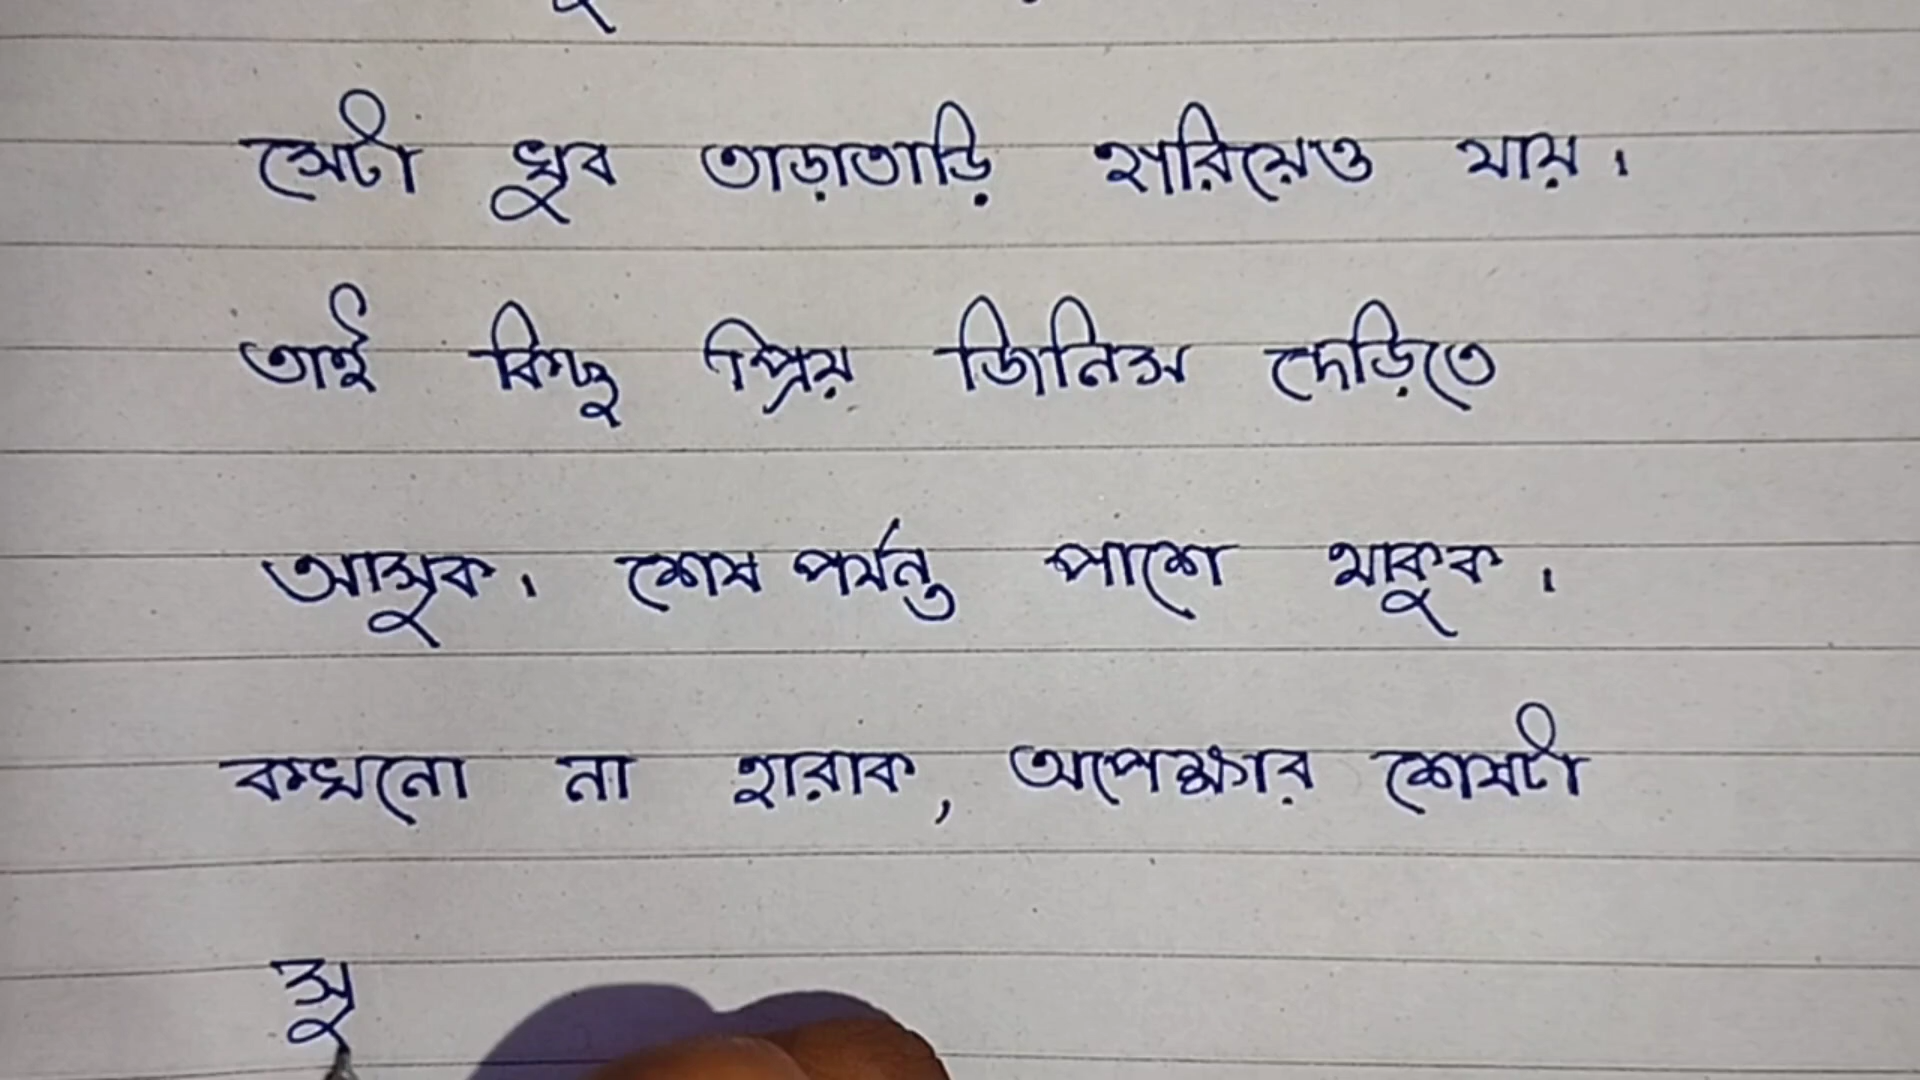 সেটা খুব তাড়াতাড়ি হারিয়েও যায়।
তাই কিছু প্রিয় জিনিস দেড়িতে
আসুক। শেষ পর্যন্তু পাশে থাকুক।
কখনো না হারাক, অপেক্ষার শেষটা
সু